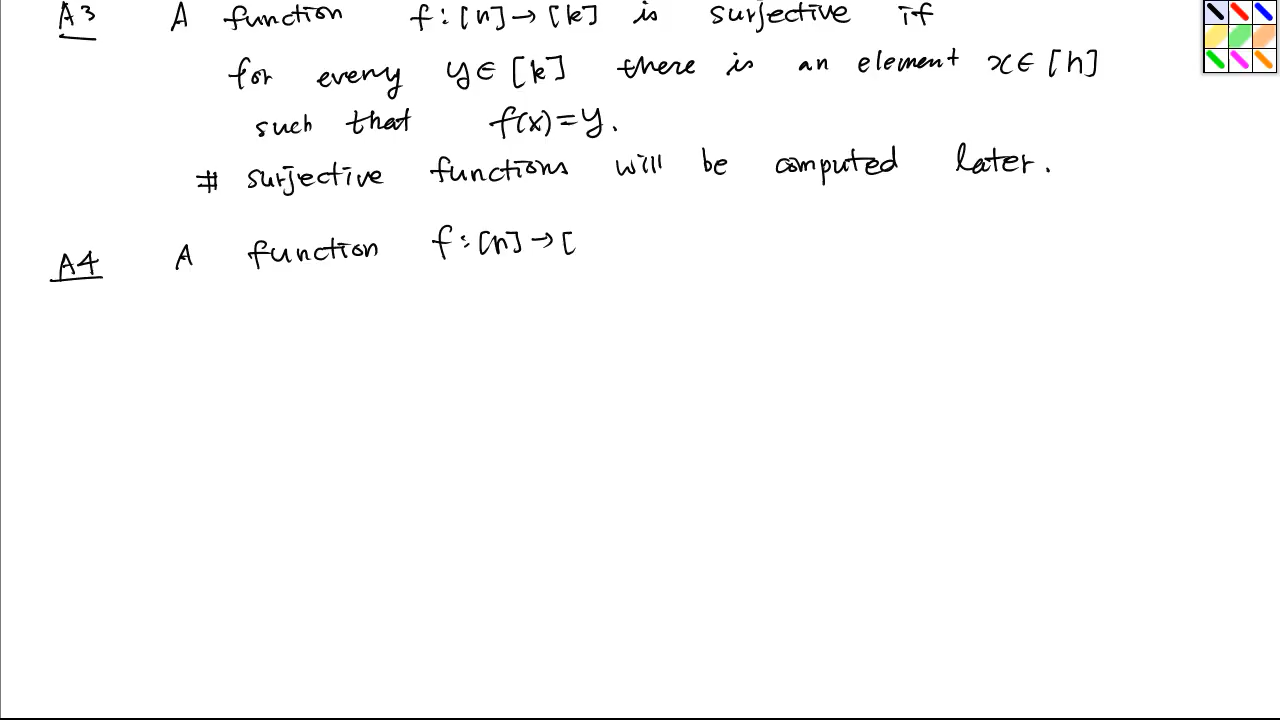 A3 A function f:[n]→[k] is surjective if
for every y∈[k] there is an element x∈[n]
such that f(x)=y.
# surjective functions will be computed later.
A4 A function f:[n]→[